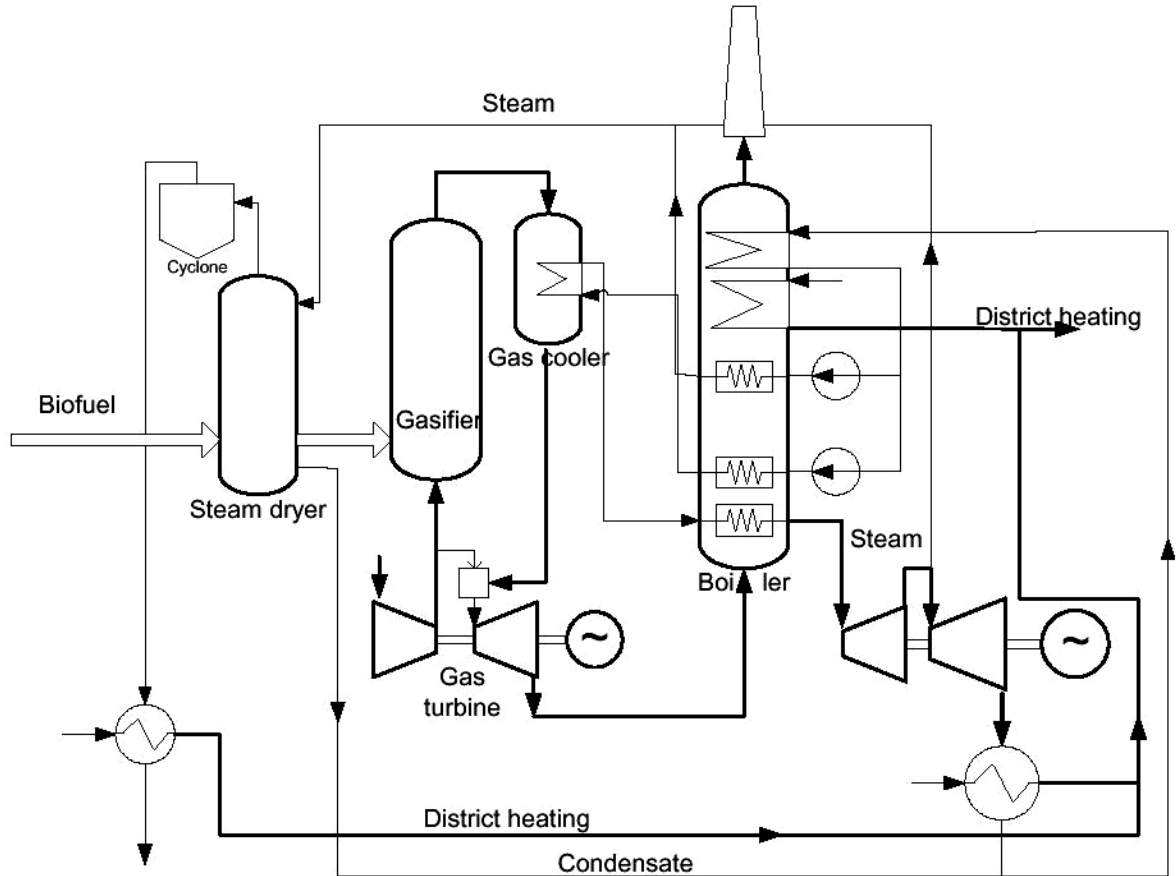 Steam
Cyclone
Gas cooler
District heating
Biofuel
Gasifier
Steam dryer
Steam
Boi ler
~
~
Gas
turbine
District heating
Condensate